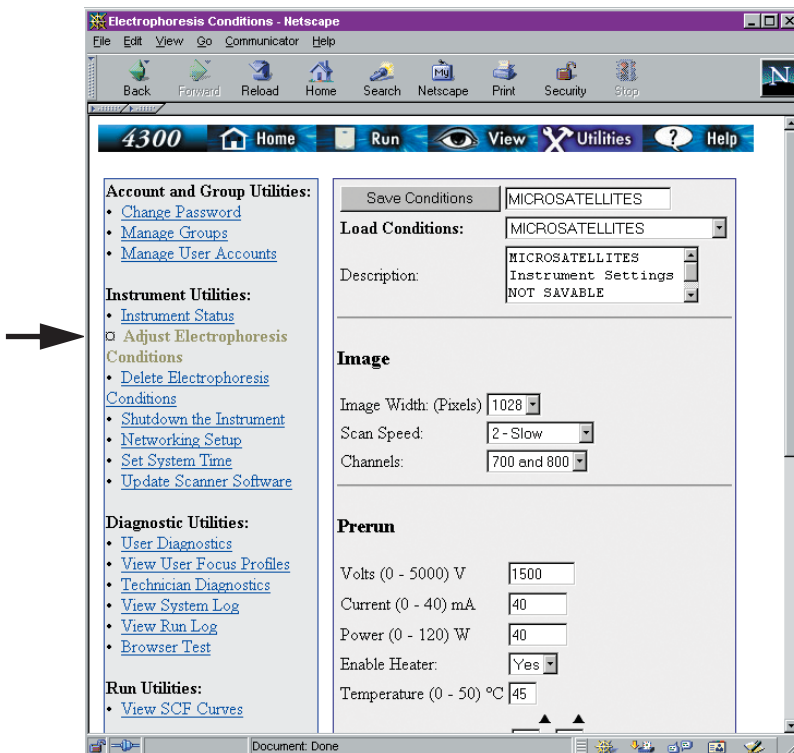 Electrophoresis Conditions - Netscape
File Edit View Go Communicator Help
Back Forward Reload Home Search Netscape Print Security Stop
My
N
4300 Home Run View Utilities ? Help
Account and Group Utilities:
• Change Password
• Manage Groups
• Manage User Accounts
Instrument Utilities:
• Instrument Status
Adjust Electrophoresis
Conditions
• Delete Electrophoresis
Conditions
• Shutdown the Instrument
• Networking Setup
• Set System Time
• Update Scanner Software
Diagnostic Utilities:
• User Diagnostics
• View User Focus Profiles
• Technician Diagnostics
• View System Log
• View Run Log
• Browser Test
Run Utilities:
• View SCF Curves
Save Conditions MICROSATELLITES
Load Conditions: MICROSATELLITES
Description:
MICROSATELLITES
Instrument Settings
NOT SAVABLE
Image
Image Width: (Pixels) 1028
Scan Speed: 2 - Slow
Channels: 700 and 800
Prerun
Volts (0 - 5000) V 1500
Current (0 - 40) mA 40
Power (0 - 120) W 40
Enable Heater: Yes
Temperature (0 - 50) ºC 45
Document: Done